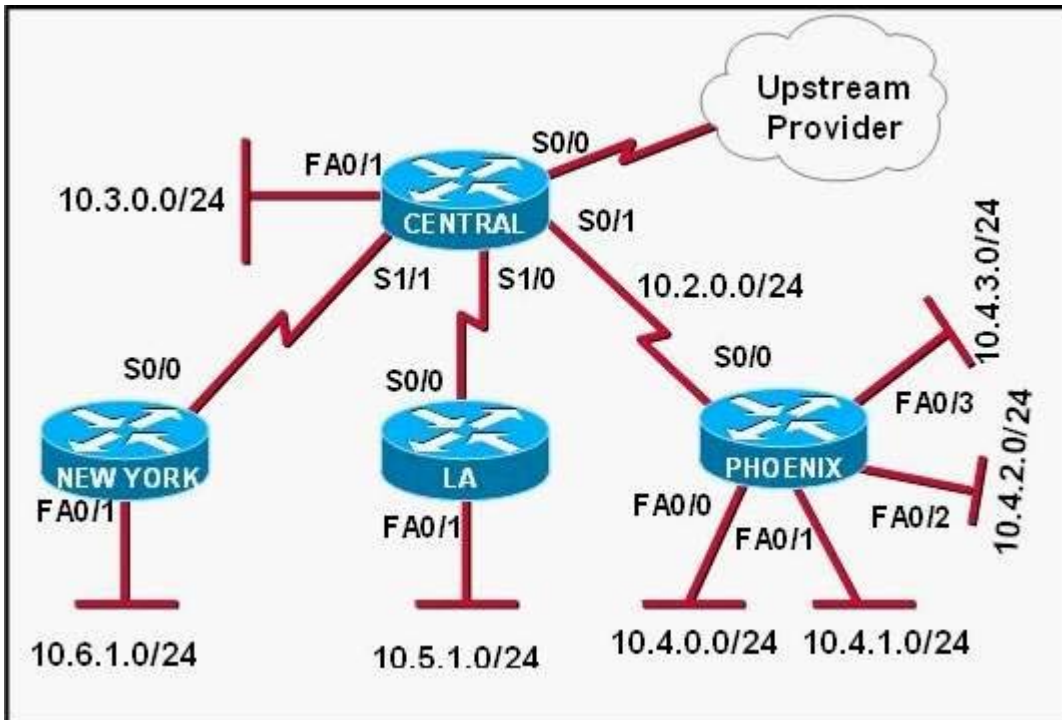 Upstream
Provider
S0/0
FA0/1
10.3.0.0/24
CENTRAL
S0/1
S1/1
S1/0
10.2.0.0/24
10.4.3.0/24
S0/0
S0/0
S0/0
FA0/3
NEW YORK
LA
PHOENIX
10.4.2.0/24
FA0/1
FA0/1
FA0/0
FA0/1
FA0/2
10.6.1.0/24
10.5.1.0/24
10.4.0.0/24
10.4.1.0/24